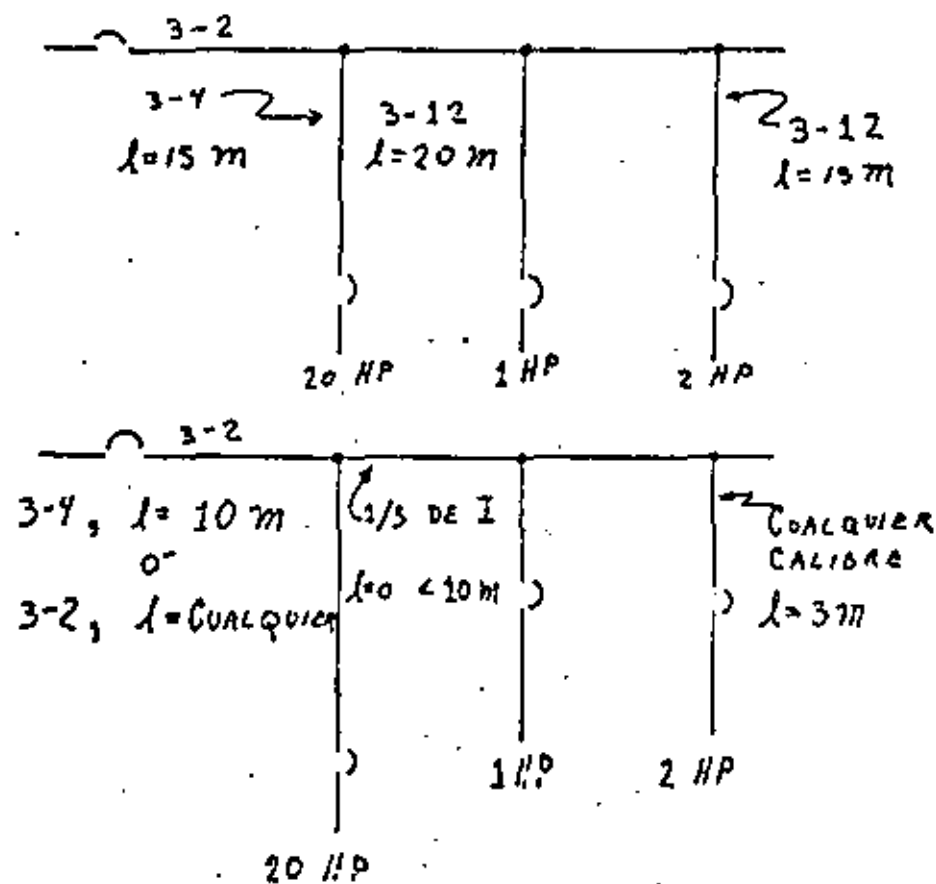 3-2
3-4
l=15 m
3-12
l=20 m
3-12
l=15 m
20 HP
1 HP
2 HP
3-2
3-4, l= 10 m
o
3-2, l=CUALQUIER
1/3 DE I
l=o < 10 m
CUALQUIER
CALIBRE
l= 3 m
1 HP
2 HP
20 HP